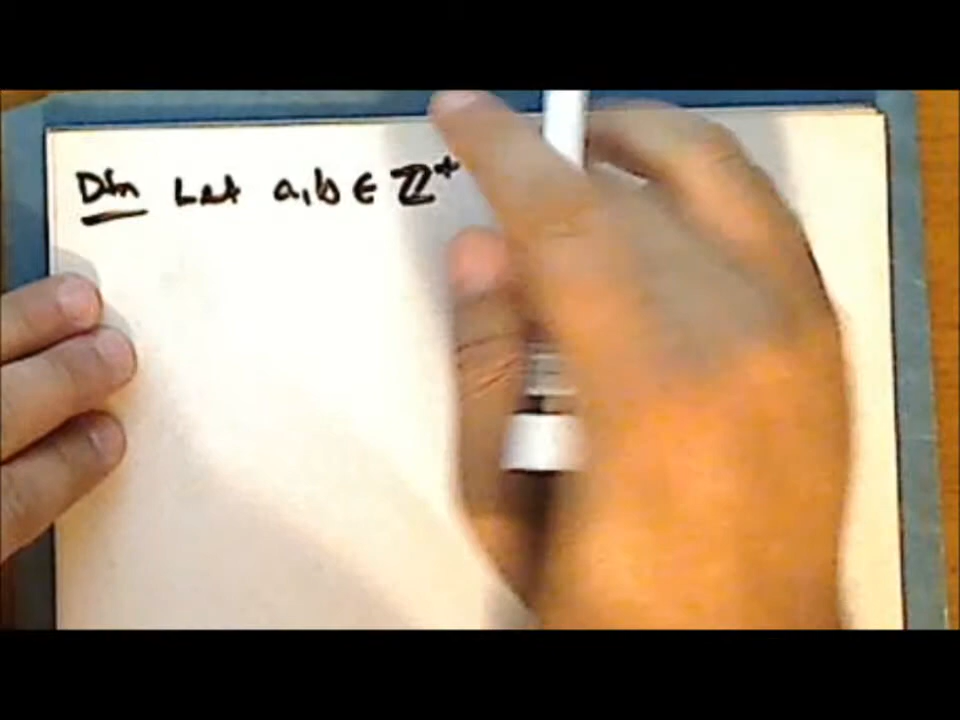 Dfn Let a,b ∈ ℤ⁺